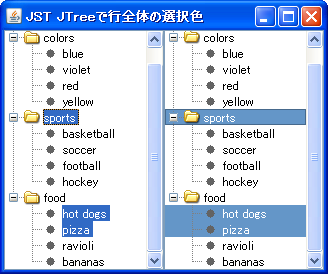 JST JTreeで行全体の選択色
colors
blue
violet
red
yellow
sports
basketball
soccer
football
hockey
food
hot dogs
pizza
ravioli
bananas
colors
blue
violet
red
yellow
sports
basketball
soccer
football
hockey
food
hot dogs
pizza
ravioli
bananas